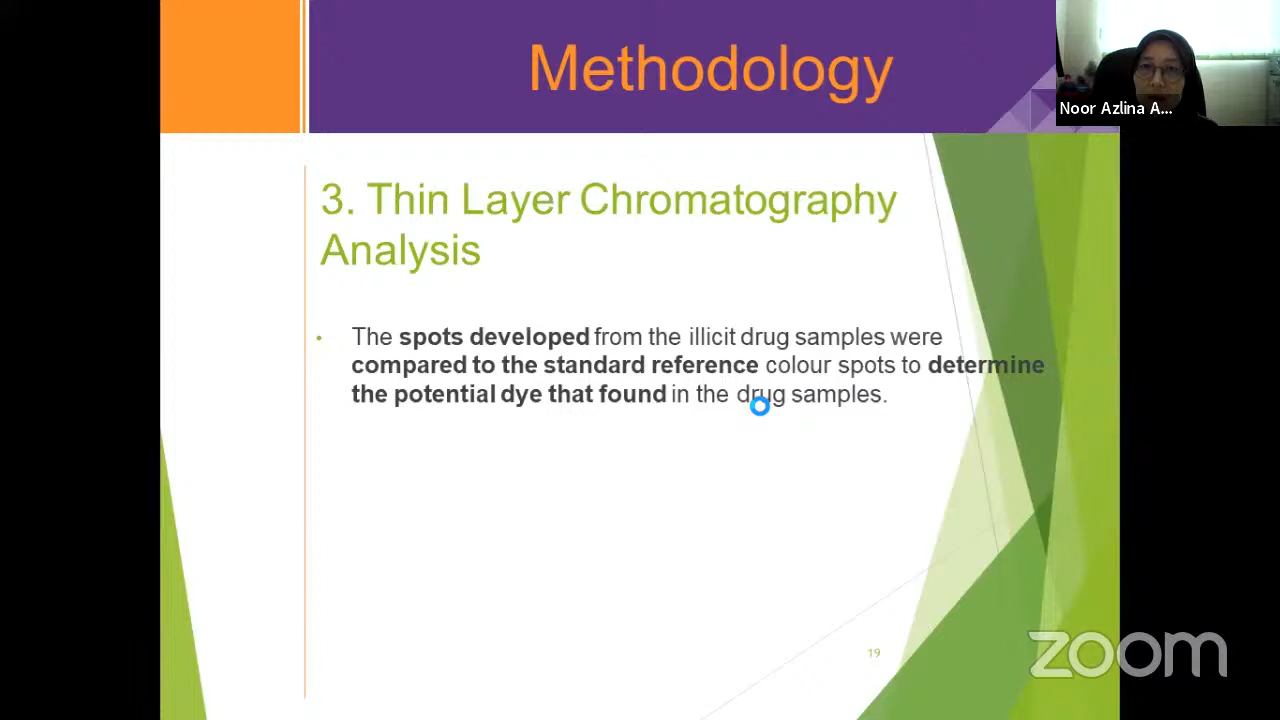 Methodology
Noor Azlina A...
3. Thin Layer Chromatography
Analysis
• The spots developed from the illicit drug samples were
compared to the standard reference colour spots to determine
the potential dye that found in the drug samples.
19
zoom